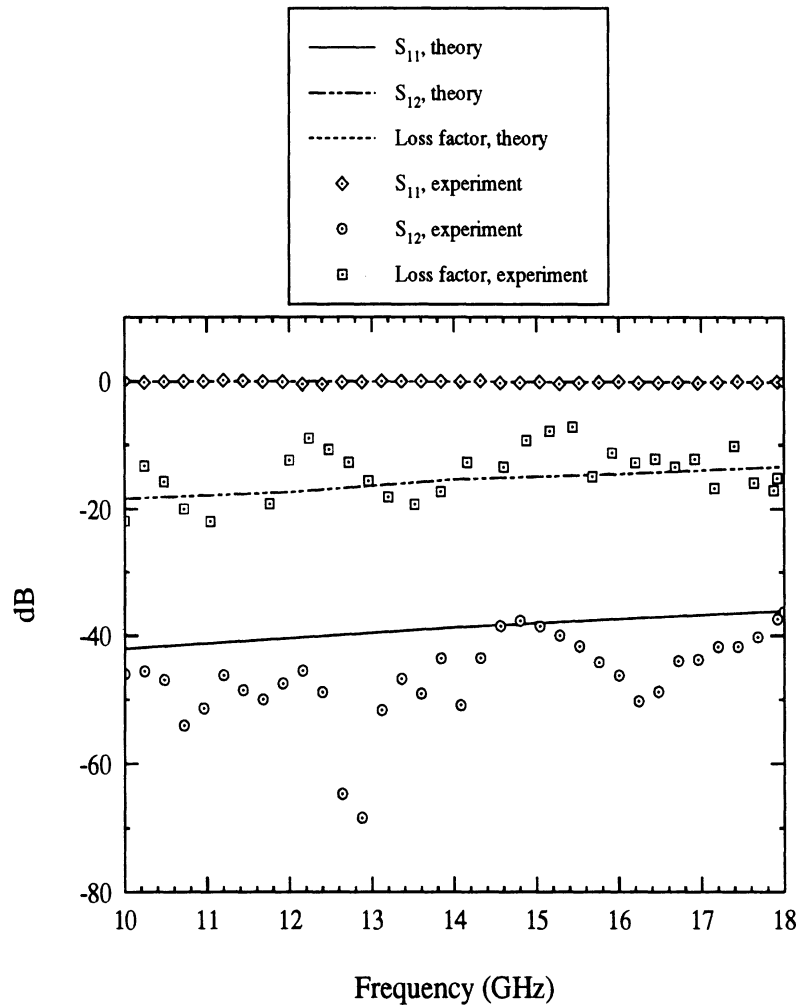 S11, theory
S12, theory
Loss factor, theory
S11, experiment
S12, experiment
Loss factor, experiment
0
-20
-40
-60
-80
dB
10 11 12 13 14 15 16 17 18
Frequency (GHz)